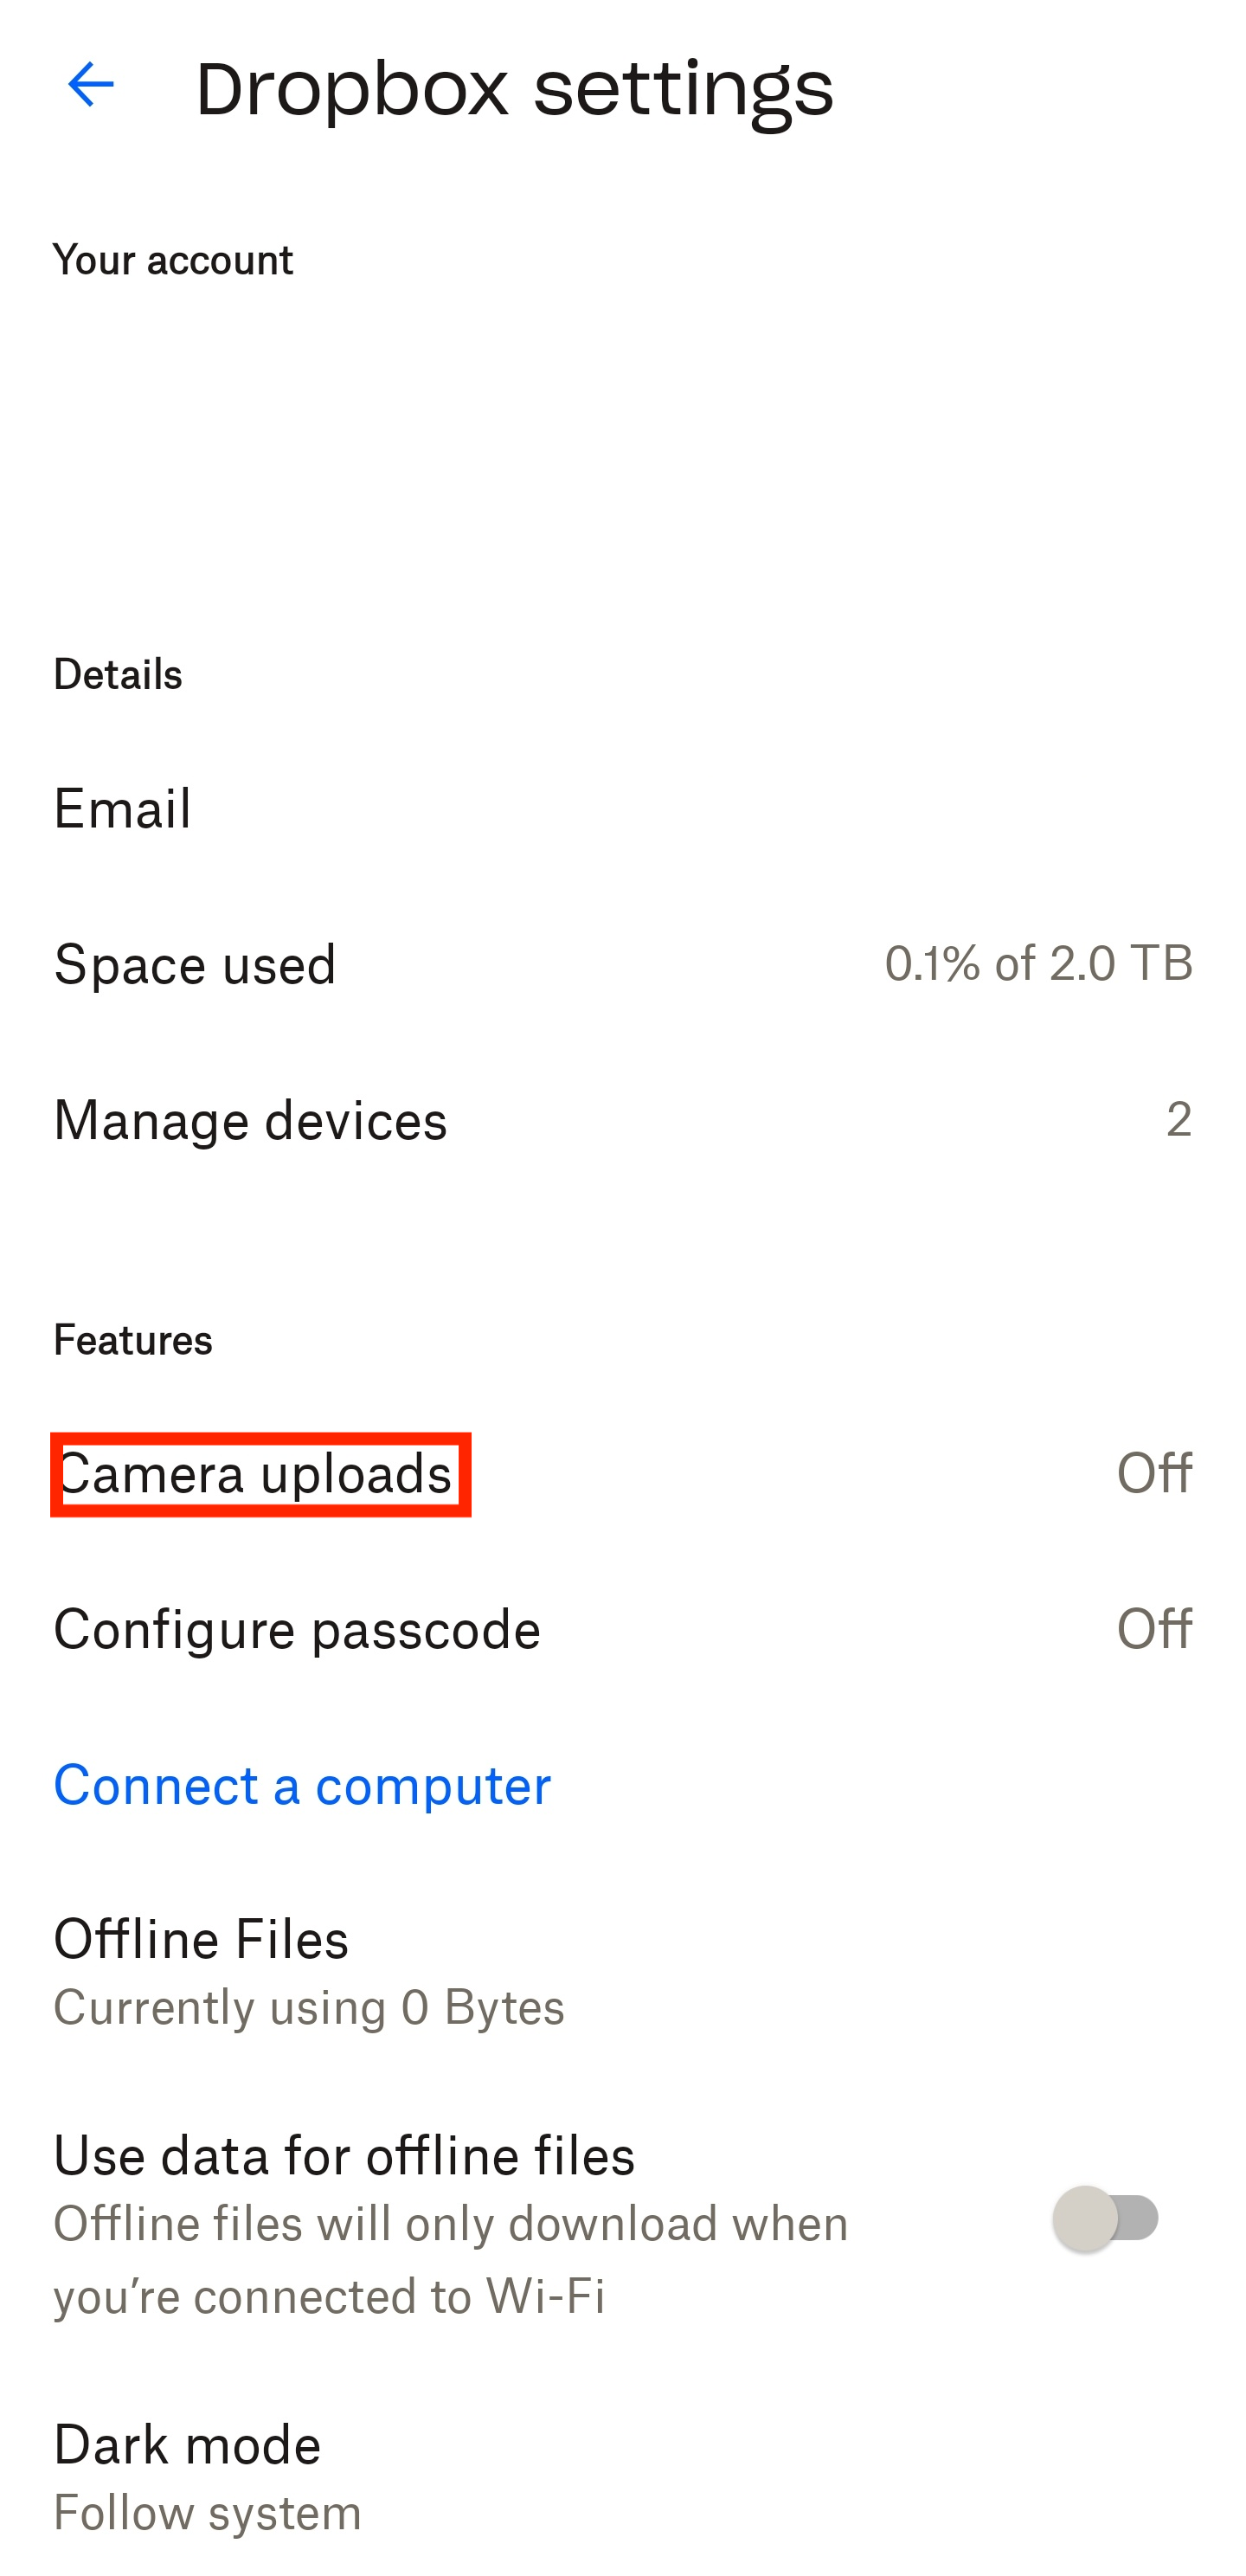 Dropbox settings
Your account
Details
Email
Space used 0.1% of 2.0 TB
Manage devices 2
Features
Camera uploads Off
Configure passcode Off
Connect a computer
Offline Files
Currently using 0 Bytes
Use data for offline files
Offline files will only download when
you’re connected to Wi-Fi
Dark mode
Follow system